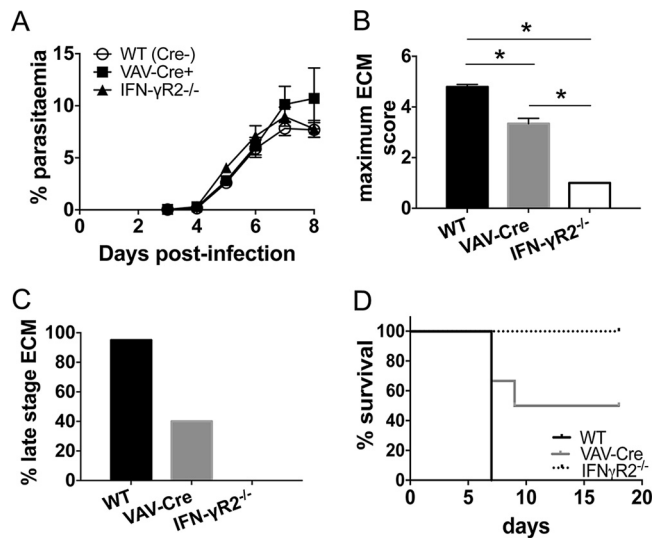 A
WT (Cre-)
VAV-Cre+
IFN-γR2-/-
% parasitaemia
15
10
5
0
0 2 4 6 8
Days post-infection
B
maximum ECM
score
6
4
2
0
* 
* 
*
WT
VAV-Cre
IFN-γR2-/-
C
% late stage ECM
100
80
60
40
20
0
WT
VAV-Cre
IFN-γR2-/-
D
% survival
100
80
60
40
20
0
WT
VAV-Cre
IFNγR2-/-
0 5 10 15 20
days